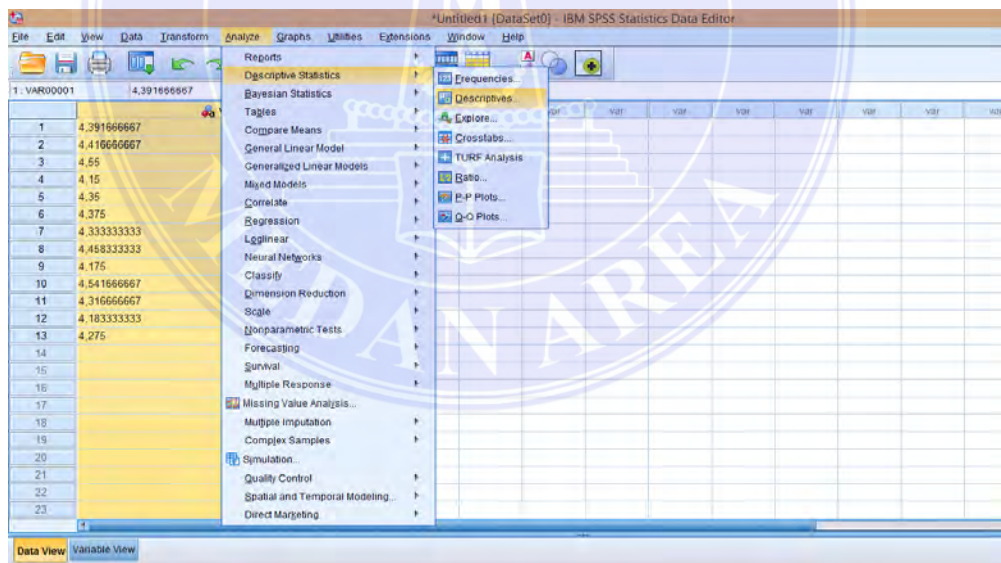 *Untitled1 [DataSet0] - IBM SPSS Statistics Data Editor
File Edit View Data Transform Analyze Graphs Utilities Extensions Window Help
1 : VAR00001 4,391666667
var var var var var var
1 4,391666667
2 4,416666667
3 4,55
4 4,15
5 4,35
6 4,375
7 4,333333333
8 4,458333333
9 4,175
10 4,541666667
11 4,316666667
12 4,183333333
13 4,275
14
15
16
17
18
19
20
21
22
23
Reports
Descriptive Statistics
Bayesian Statistics
Tables
Compare Means
General Linear Model
Generalized Linear Models
Mixed Models
Correlate
Regression
Loglinear
Neural Networks
Classify
Dimension Reduction
Scale
Nonparametric Tests
Forecasting
Survival
Multiple Response
Missing Value Analysis...
Multiple Imputation
Complex Samples
Simulation...
Quality Control
Spatial and Temporal Modeling...
Direct Marketing
Frequencies...
Descriptives...
Explore...
Crosstabs...
TURF Analysis
Ratio...
P-P Plots...
Q-Q Plots...
Data View Variable View
MEDAN AREA